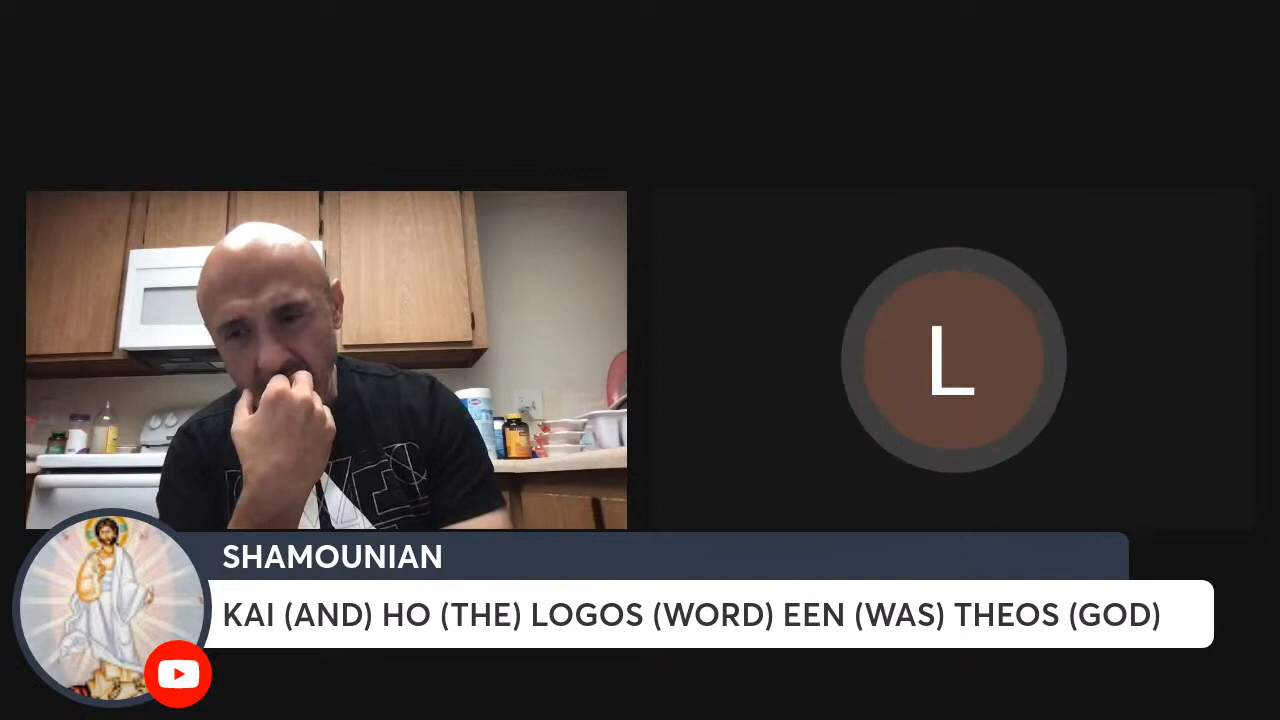 L
SHAMOUNIAN
KAI (AND) HO (THE) LOGOS (WORD) EEN (WAS) THEOS (GOD)